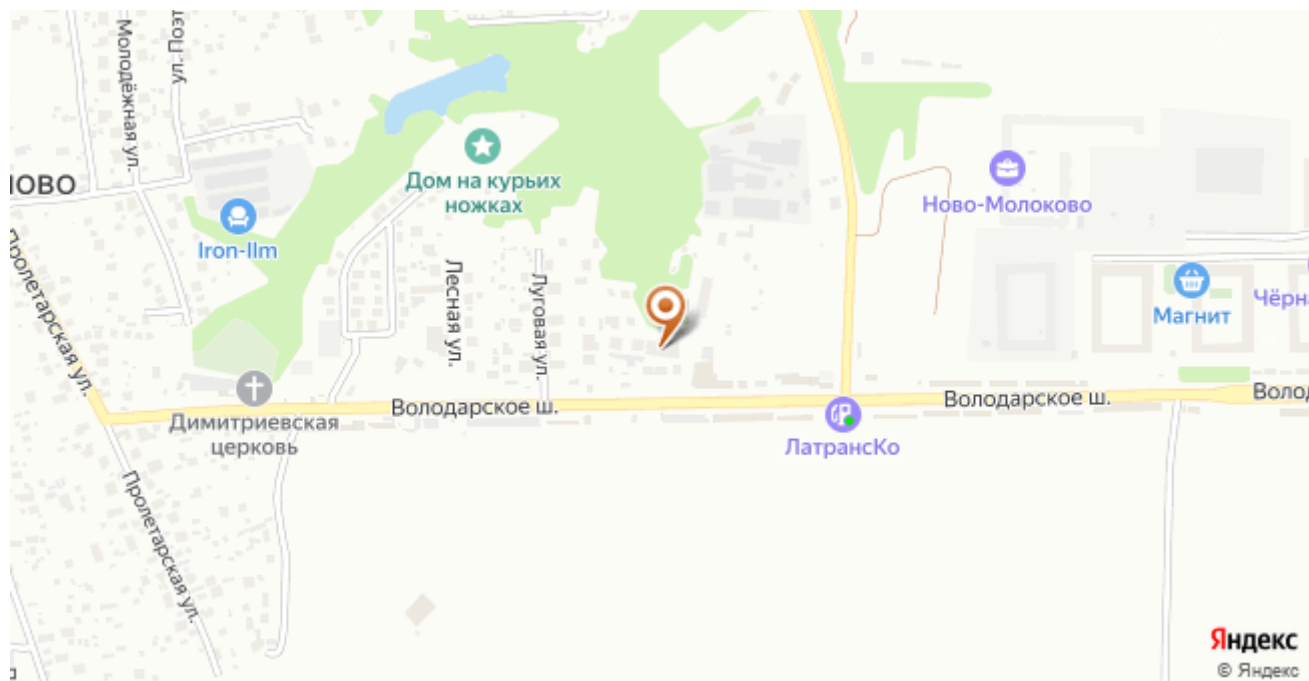 Молодёжная ул.
ул. Поэт
НОВО
Дом на курьих
ножках
Iron-Ilm
Ново-Молоково
Магнит
Чёрна
Пролетарская ул.
Лесная ул.
Луговая ул.
Володарское ш.
Володарское ш.
Волод
Димитриевская
церковь
ЛатрансКо
Пролетарская ул.
Яндекс
© Яндекс